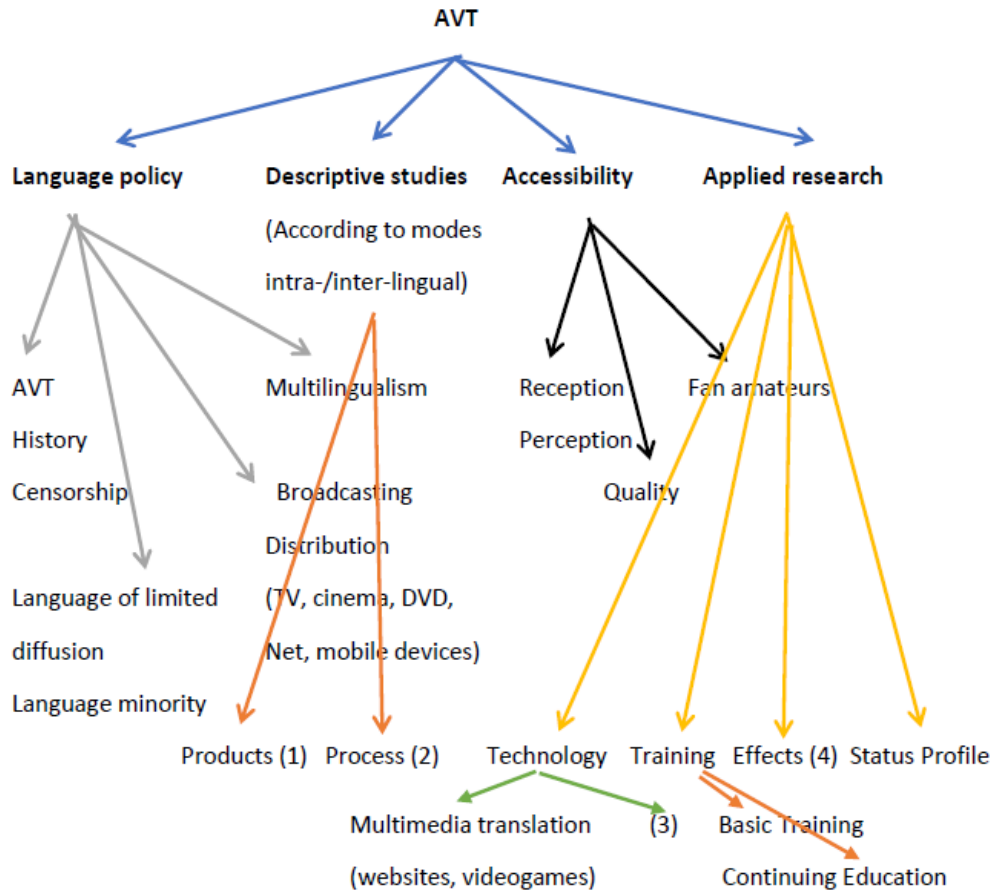 AVT
Language policy
Descriptive studies
Accessibility
Applied research
(According to modes
intra-/inter-lingual)
AVT
Multilingualism
Reception
Fan amateurs
History
Perception
Censorship
Broadcasting
Quality
Distribution
Language of limited
(TV, cinema, DVD,
diffusion
Net, mobile devices)
Language minority
Products (1)
Process (2)
Technology
Training
Effects (4)
Status Profile
Multimedia translation
(3)
Basic Training
(websites, videogames)
Continuing Education